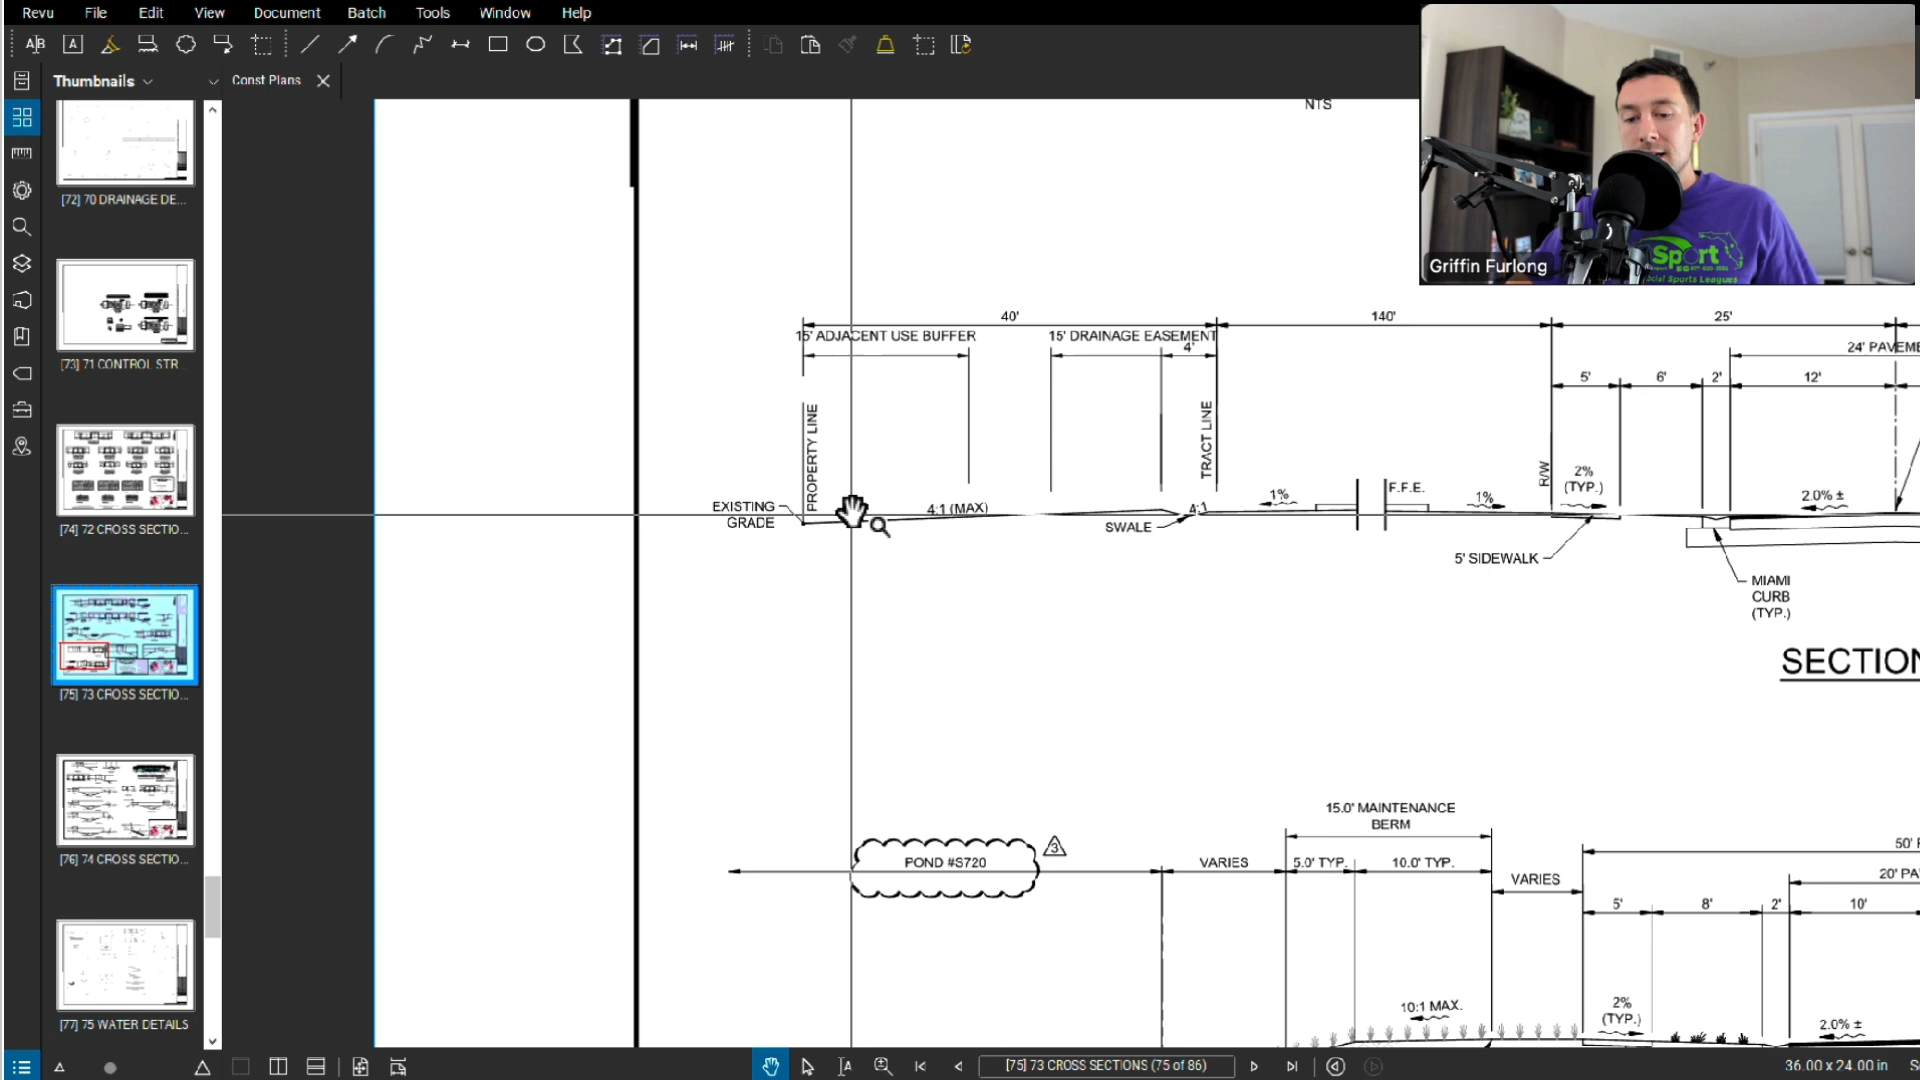 Revu File Edit View Document Batch Tools Window Help
Thumbnails
Const Plans
[72] 70 DRAINAGE DE...
[73] 71 CONTROL STR...
[74] 72 CROSS SECTIO...
[75] 73 CROSS SECTIO...
[76] 74 CROSS SECTIO...
[77] 75 WATER DETAILS
Griffin Furlong
Sport
cial Sports Leagues
NTS
40' 140' 25'
15' ADJACENT USE BUFFER 15' DRAINAGE EASEMENT
4'
24' PAVEME
5' 6' 2' 12'
PROPERTY LINE
TRACT LINE
R/W
2%
(TYP.)
EXISTING
GRADE
4:1 (MAX)
SWALE
4:1
1%
F.F.E.
1%
2.0% ±
5' SIDEWALK
MIAMI
CURB
(TYP.)
SECTION
15.0' MAINTENANCE
BERM
POND #S720
3
VARIES 5.0' TYP. 10.0' TYP.
VARIES
50'
20' PA
5' 8' 2' 10'
10:1 MAX.
2%
(TYP.)
2.0% ±
[75] 73 CROSS SECTIONS (75 of 86)
36.00 x 24.00 in